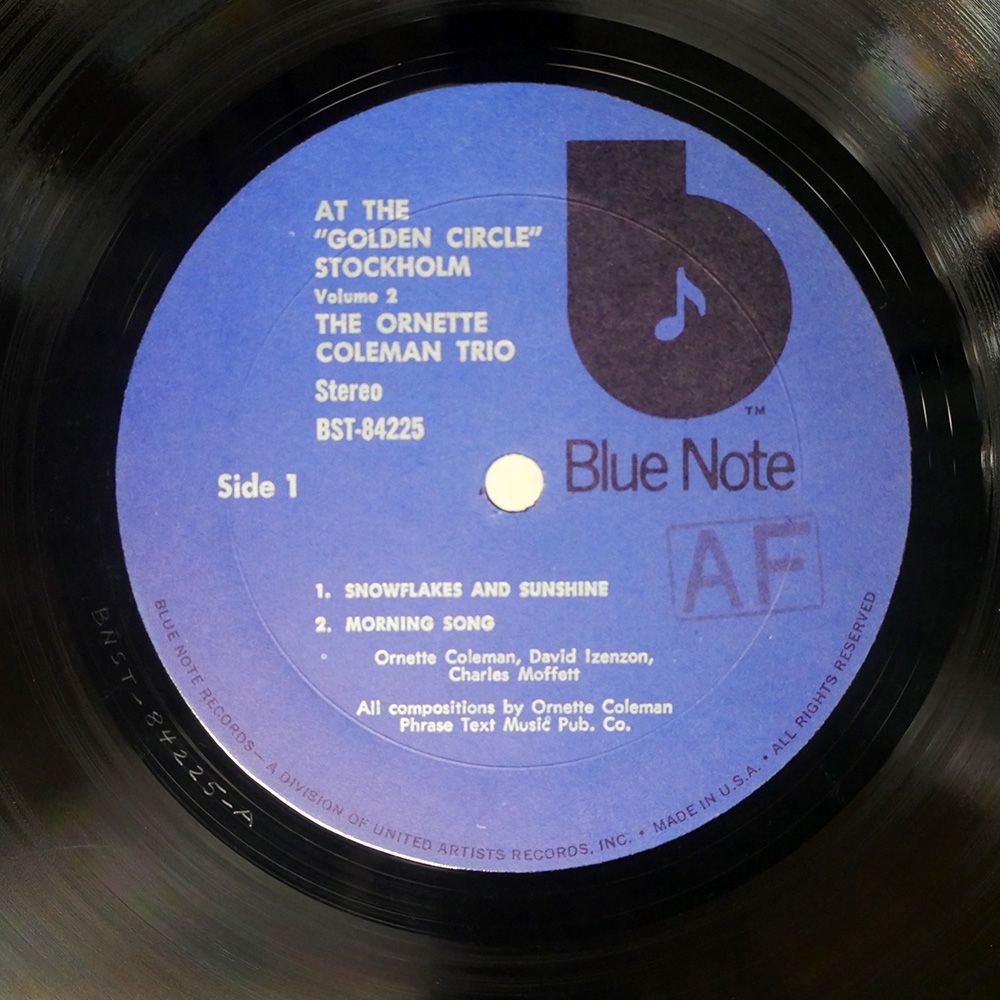 AT THE
"GOLDEN CIRCLE"
STOCKHOLM
Volume 2
THE ORNETTE
COLEMAN TRIO
Stereo
BST-84225
Side 1
b
TM
Blue Note
AF
1. SNOWFLAKES AND SUNSHINE
2. MORNING SONG
Ornette Coleman, David Izenzon,
Charles Moffett
All compositions by Ornette Coleman
Phrase Text Music Pub. Co.
BLUE NOTE RECORDS — A DIVISION OF UNITED ARTISTS RECORDS, INC. • MADE IN U.S.A. • ALL RIGHTS RESERVED
BNST-84225-A